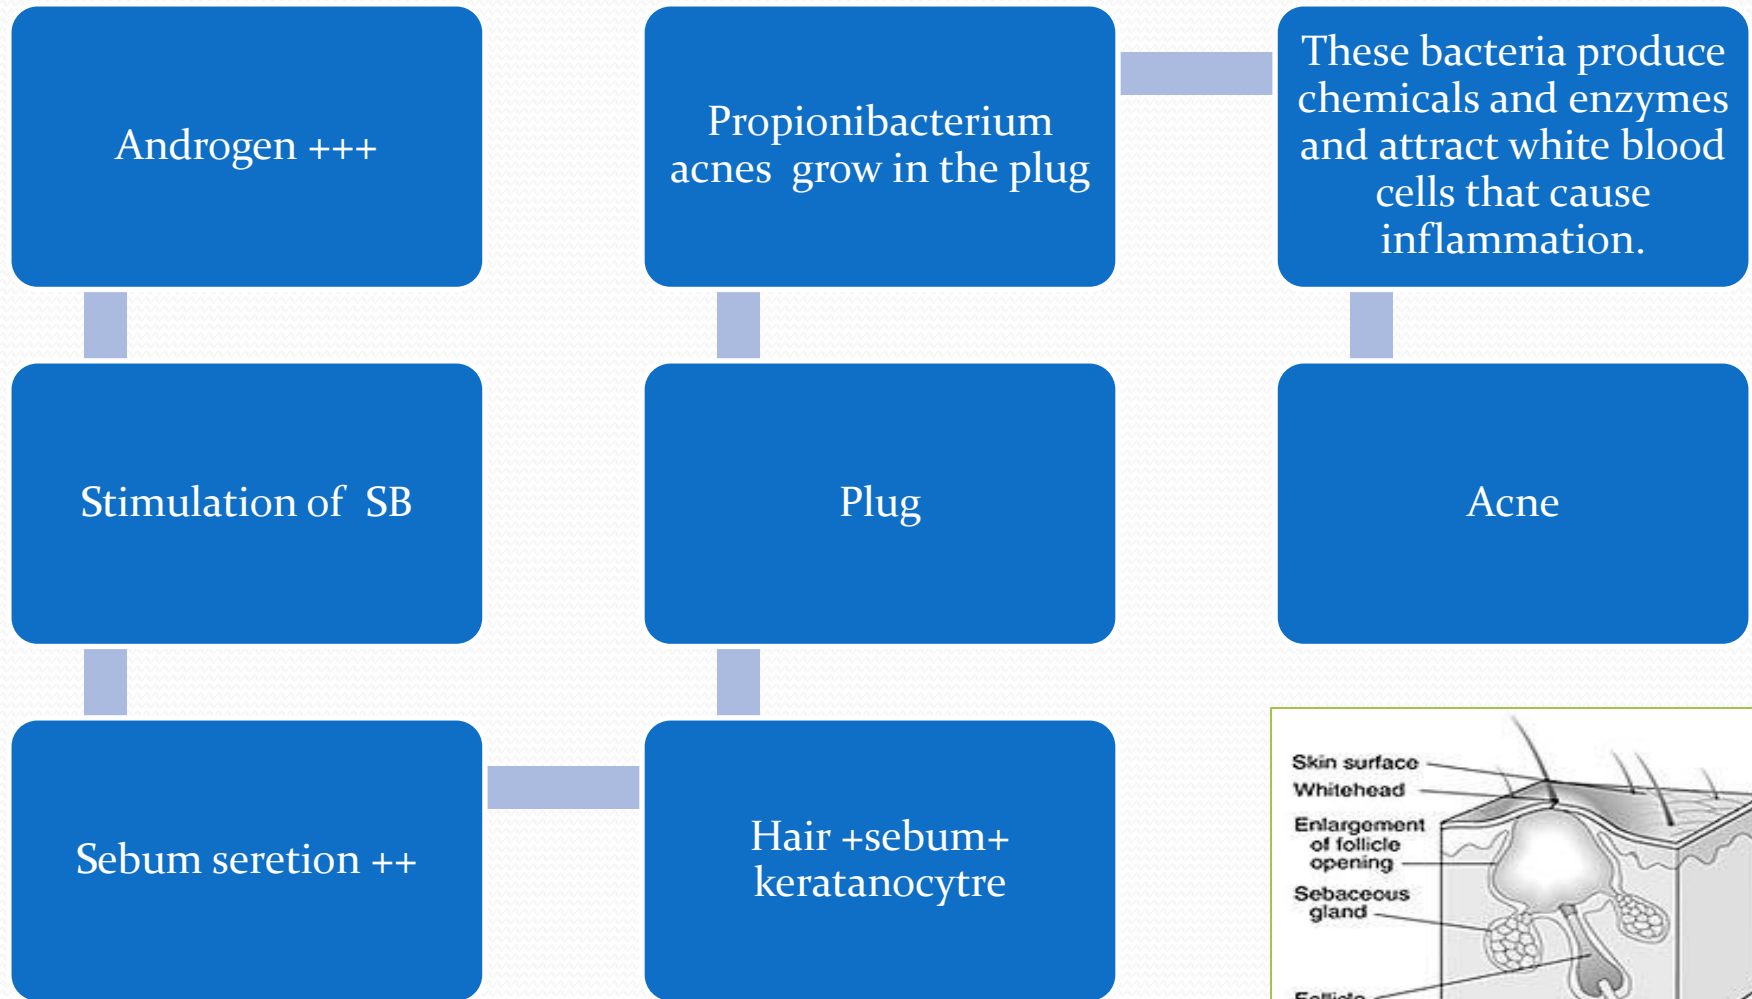 Androgen +++
Stimulation of SB
Sebum seretion ++
Hair +sebum+
keratanocytre
Plug
Propionibacterium
acnes grow in the plug
These bacteria produce
chemicals and enzymes
and attract white blood
cells that cause
inflammation.
Acne
Skin surface
Whitehead
Enlargement
of follicle
opening
Sebaceous
gland
Follicle